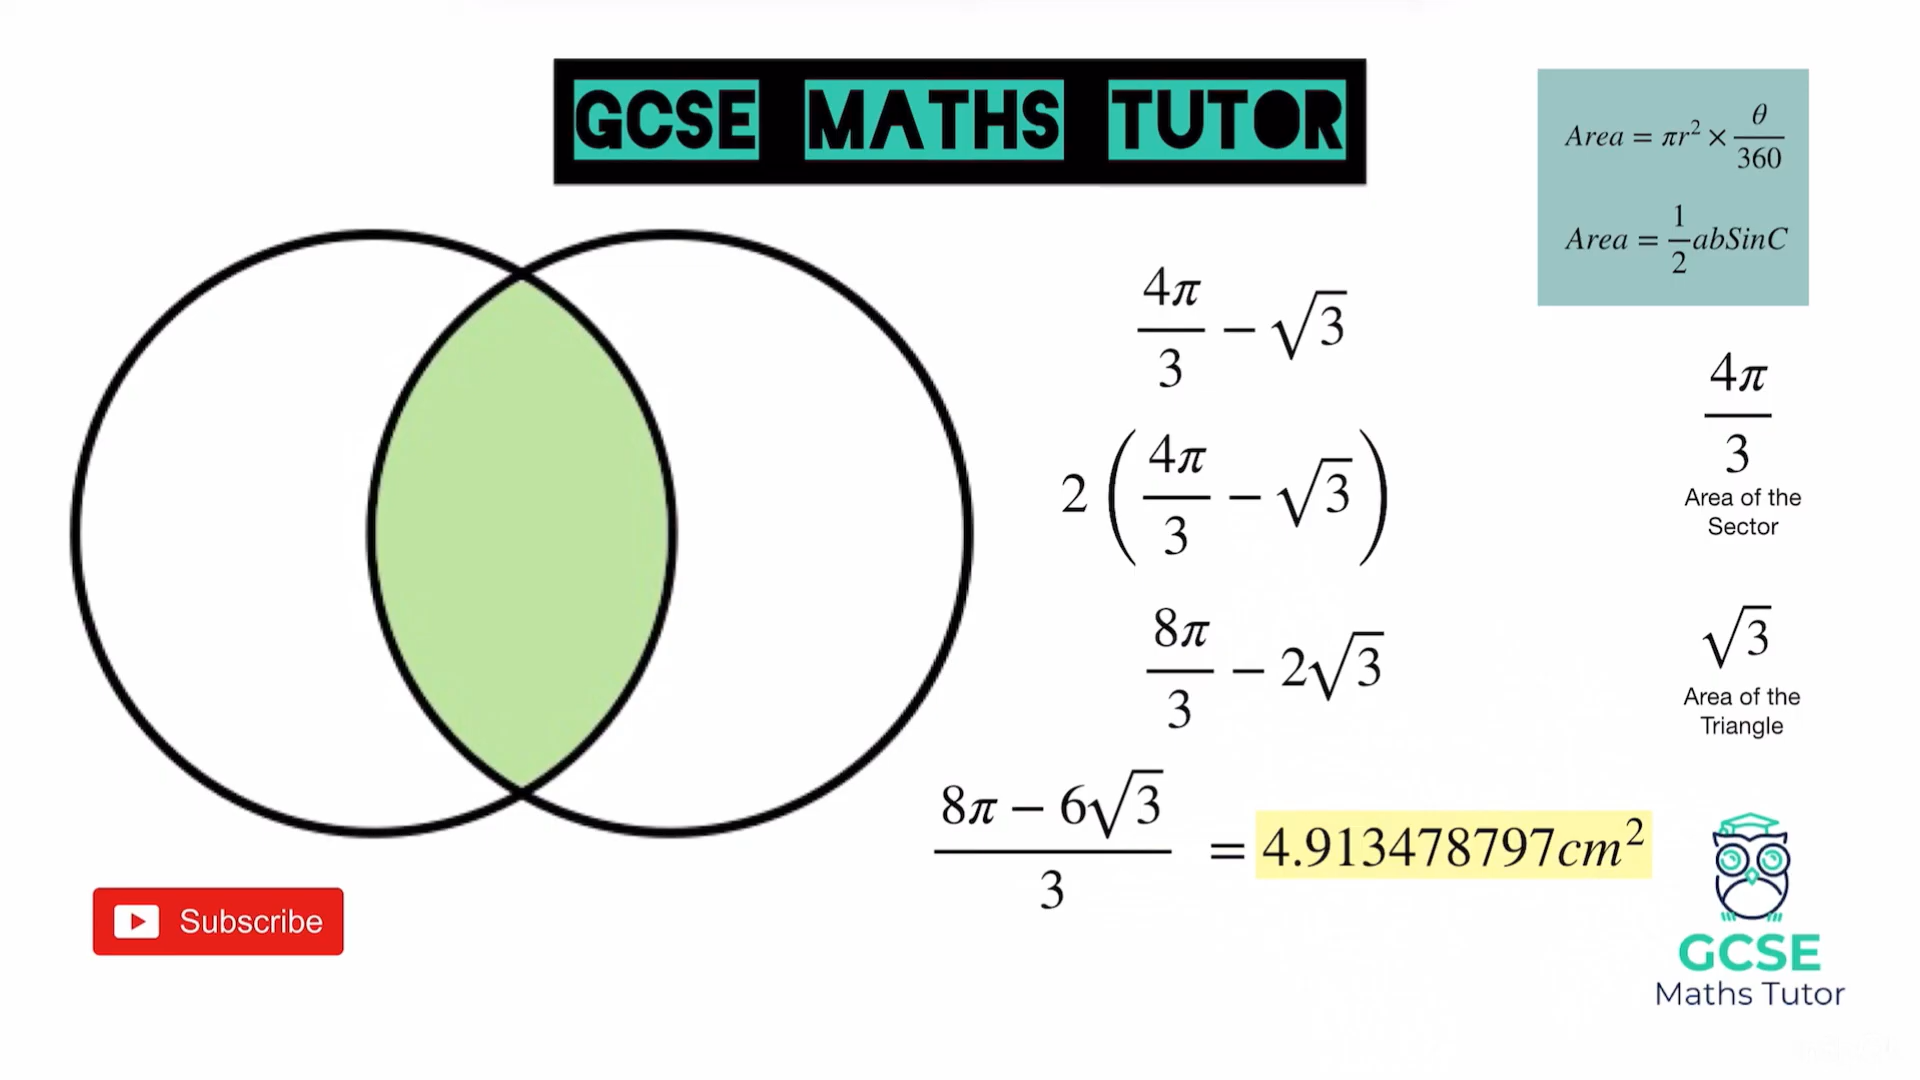 GCSE MATHS TUTOR
Area = πr² × θ/360
Area = 1/2 abSinC
4π/3 − √3
2(4π/3 − √3)
8π/3 − 2√3
(8π − 6√3)/3 = 4.913478797cm²
4π/3
Area of the
Sector
√3
Area of the
Triangle
Subscribe
GCSE
Maths Tutor